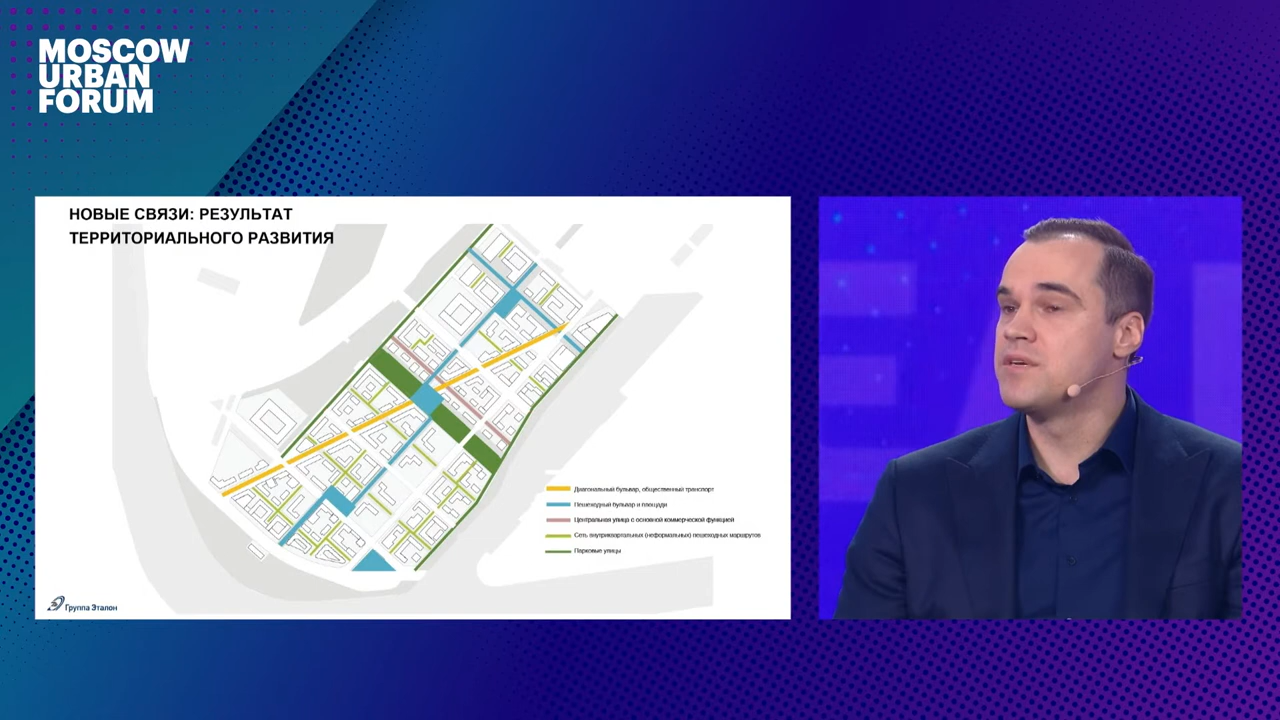 MOSCOW
URBAN
FORUM
НОВЫЕ СВЯЗИ: РЕЗУЛЬТАТ
ТЕРРИТОРИАЛЬНОГО РАЗВИТИЯ
Диагональный бульвар, общественный транспорт
Пешеходный бульвар и площади
Центральная улица с основной коммерческой функцией
Сеть внутриквартальных (неформальных) пешеходных маршрутов
Парковые улицы
Группа Эталон